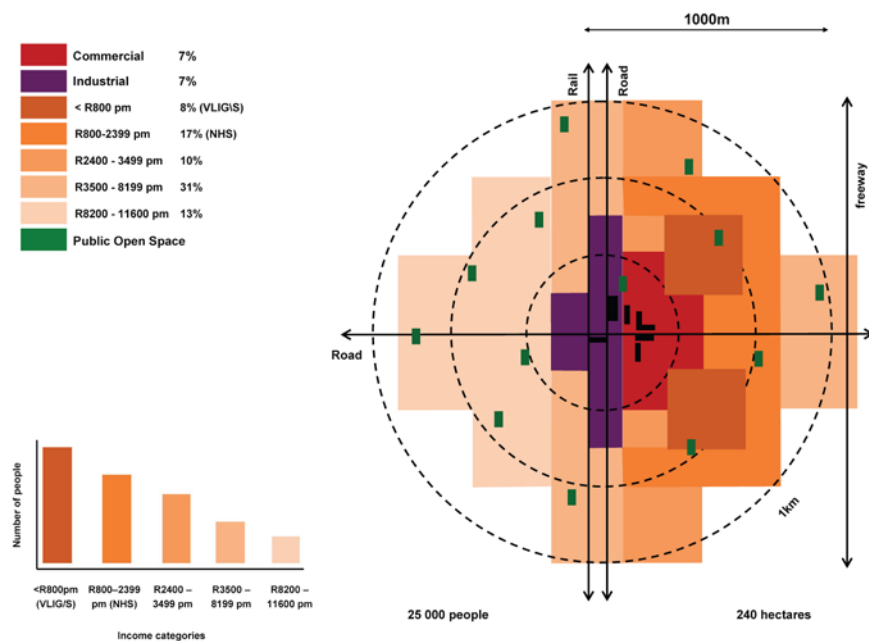 1000m
Commercial 7%
Industrial 7%
< R800 pm 8% (VLIG\S)
R800-2399 pm 17% (NHS)
R2400 - 3499 pm 10%
R3500 - 8199 pm 31%
R8200 - 11600 pm 13%
Public Open Space
Rail
Road
freeway
Road
1km
Number of people
<R800pm
(VLIG/S)
R800–2399
pm (NHS)
R2400 –
3499 pm
R3500 –
8199 pm
R8200 –
11600 pm
Income categories
25 000 people
240 hectares